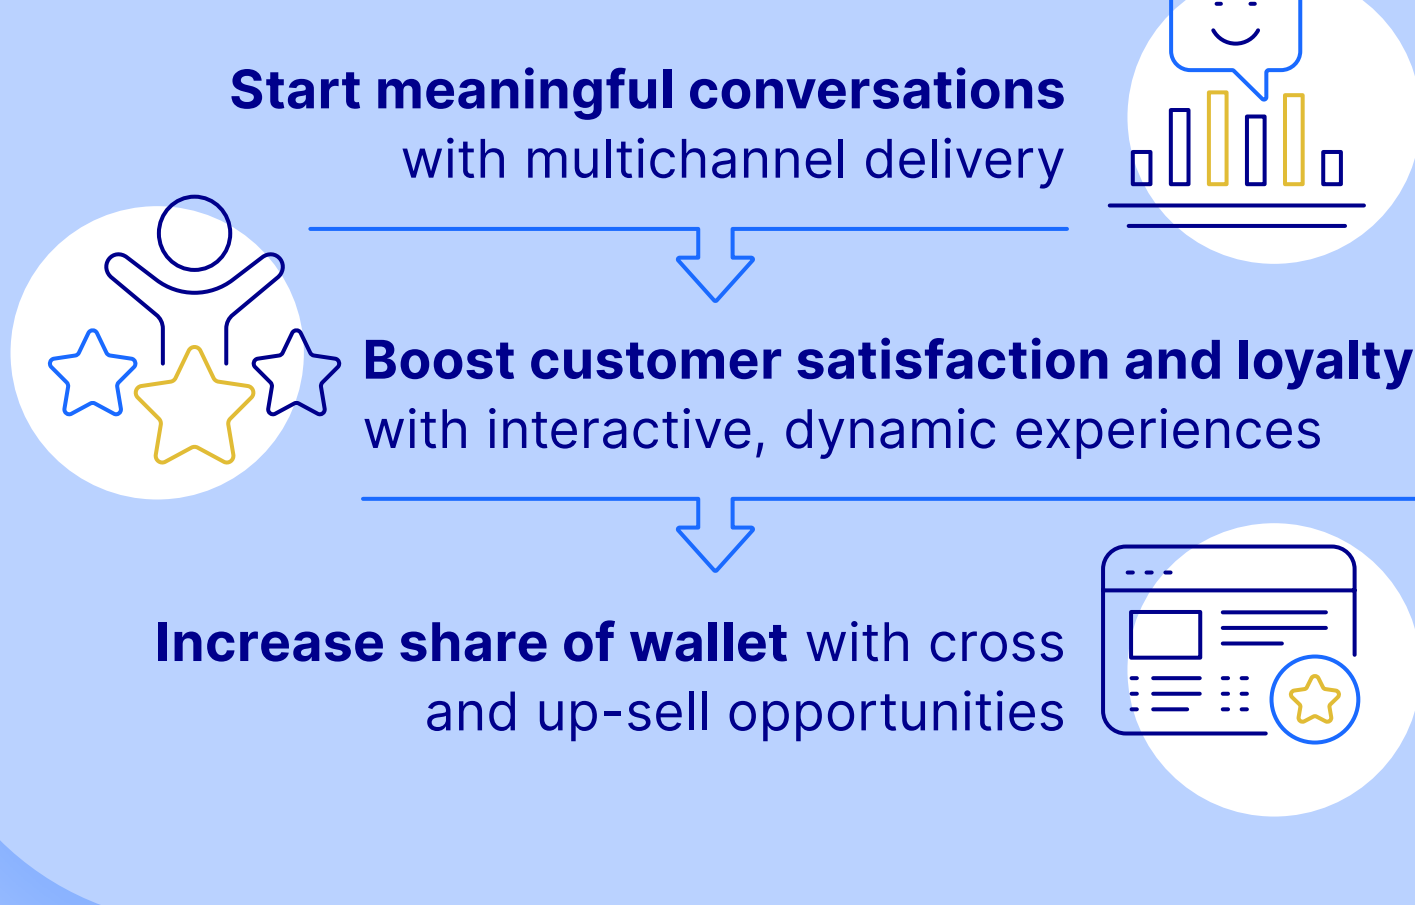 Start meaningful conversations
with multichannel delivery
Boost customer satisfaction and loyalty
with interactive, dynamic experiences
Increase share of wallet with cross
and up-sell opportunities